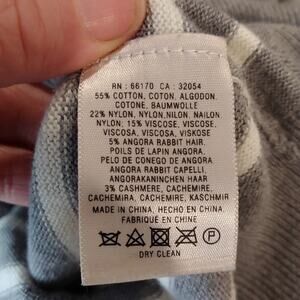 RN : 66170 CA : 32054
55% COTTON, COTON, ALGODON,
COTONE, BAUMWOLLE
22% NYLON, NYLON, NILON, NAILON
NYLON; 15% VISCOSE, VISCOSE,
VISCOSA, VISCOSA, VISKOSE
5% ANGORA RABBIT HAIR.
POILS DE LAPIN ANGORA.
PELO DE CONEGO DE ANGORA
ANGORA RABBIT CAPELLI,
ANGORAKANINCHEN HAAR
3% CASHMERE, CACHEMIRE,
CACHEMIRA, CACHEMIRE, KASCHMIR
MADE IN CHINA, HECHO EN CHINA.
FABRIQUÉ EN CHINE
P
DRY CLEAN